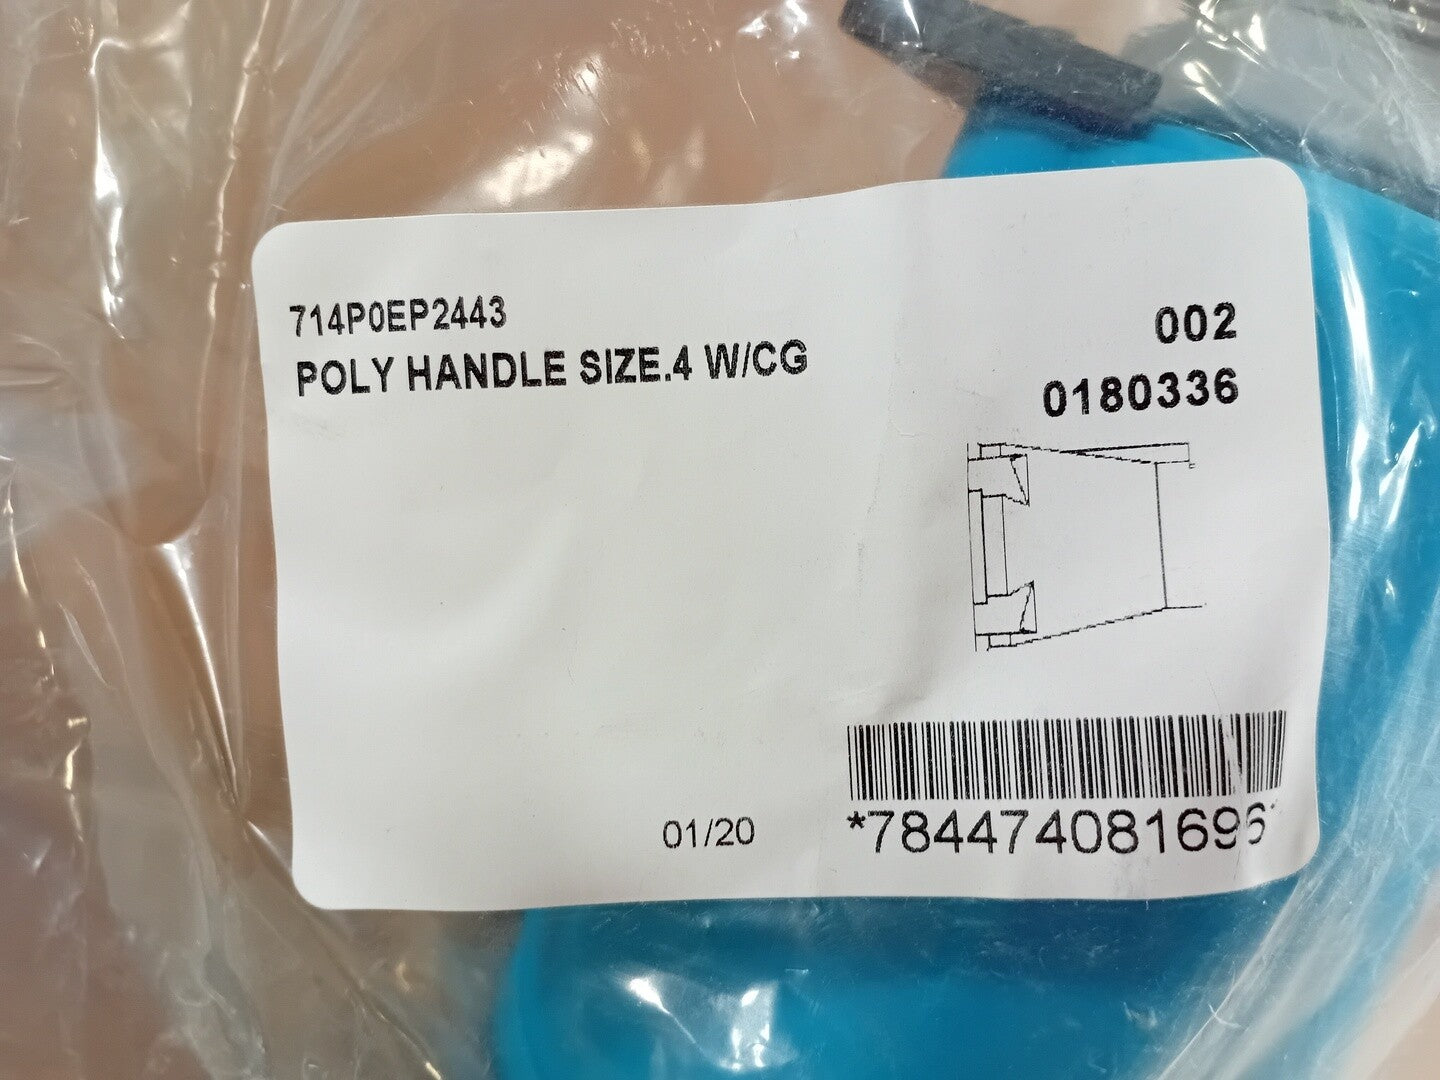 714P0EP2443
POLY HANDLE SIZE.4 W/CG
002
0180336
01/20
*784474081696*